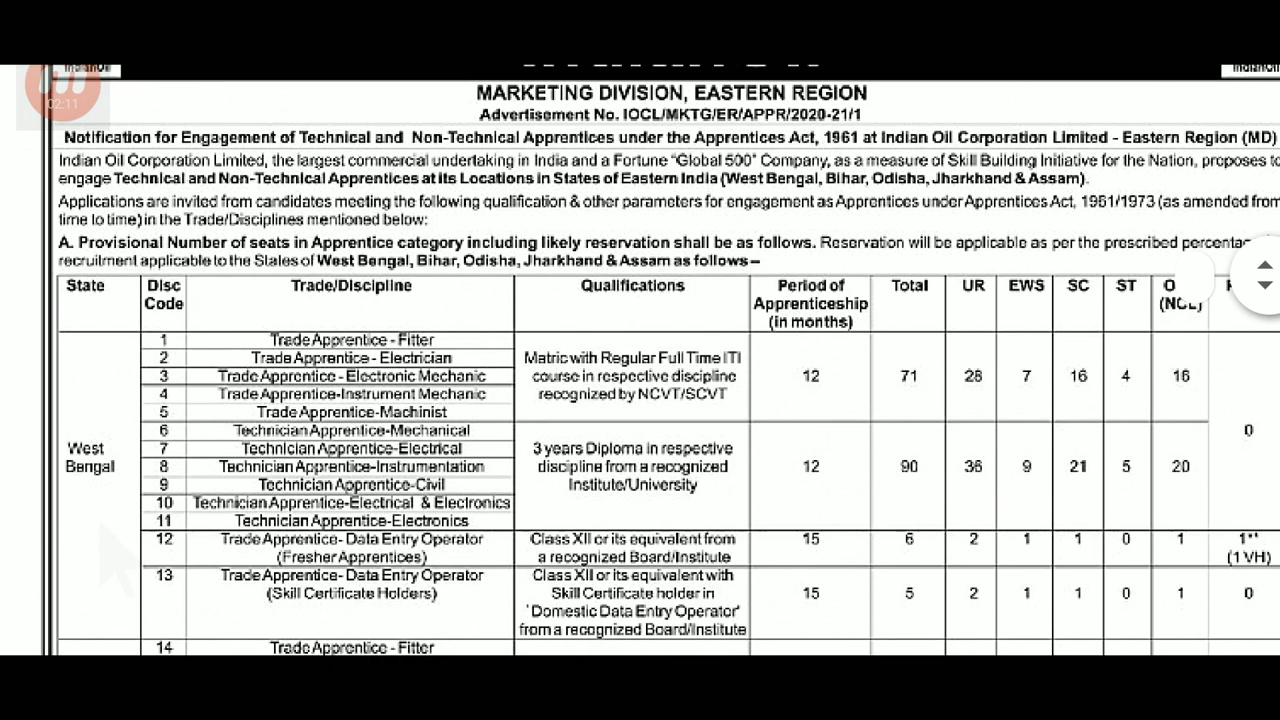 02:11
IndianOil
MARKETING DIVISION, EASTERN REGION
Advertisement No. IOCL/MKTG/ER/APPR/2020-21/1
Notification for Engagement of Technical and Non-Technical Apprentices under the Apprentices Act, 1961 at Indian Oil Corporation Limited - Eastern Region (MD)
Indian Oil Corporation Limited, the largest commercial undertaking in India and a Fortune "Global 500" Company, as a measure of Skill Building Initiative for the Nation, proposes to
engage Technical and Non-Technical Apprentices at its Locations in States of Eastern India (West Bengal, Bihar, Odisha, Jharkhand & Assam).
Applications are invited from candidates meeting the following qualification & other parameters for engagement as Apprentices under Apprentices Act, 1961/1973 (as amended from
time to time) in the Trade/Disciplines mentioned below:
A. Provisional Number of seats in Apprentice category including likely reservation shall be as follows. Reservation will be applicable as per the prescribed
recruitment applicable to the States of West Bengal, Bihar, Odisha, Jharkhand & Assam as follows –
State Disc Code Trade/Discipline Qualifications Period of Apprenticeship (in months) Total UR EWS SC ST (NCL)
West Bengal
1 Trade Apprentice - Fitter
2 Trade Apprentice - Electrician
3 Trade Apprentice - Electronic Mechanic
4 Trade Apprentice-Instrument Mechanic
5 Trade Apprentice-Machinist
Matric with Regular Full Time ITI
course in respective discipline
recognized by NCVT/SCVT
12 71 28 7 16 4 16
6 Technician Apprentice-Mechanical
7 Technician Apprentice-Electrical
8 Technician Apprentice-Instrumentation
9 Technician Apprentice-Civil
10 Technician Apprentice-Electrical & Electronics
11 Technician Apprentice-Electronics
3 years Diploma in respective
discipline from a recognized
Institute/University
12 90 36 9 21 5 20
0
12 Trade Apprentice- Data Entry Operator
(Fresher Apprentices)
Class XII or its equivalent from
a recognized Board/Institute
15 6 2 1 1 0 1 1**
(1 VH)
13 Trade Apprentice- Data Entry Operator
(Skill Certificate Holders)
Class XII or its equivalent with
Skill Certificate holder in
'Domestic Data Entry Operator'
from a recognized Board/Institute
15 5 2 1 1 0 1 0
14 Trade Apprentice - Fitter